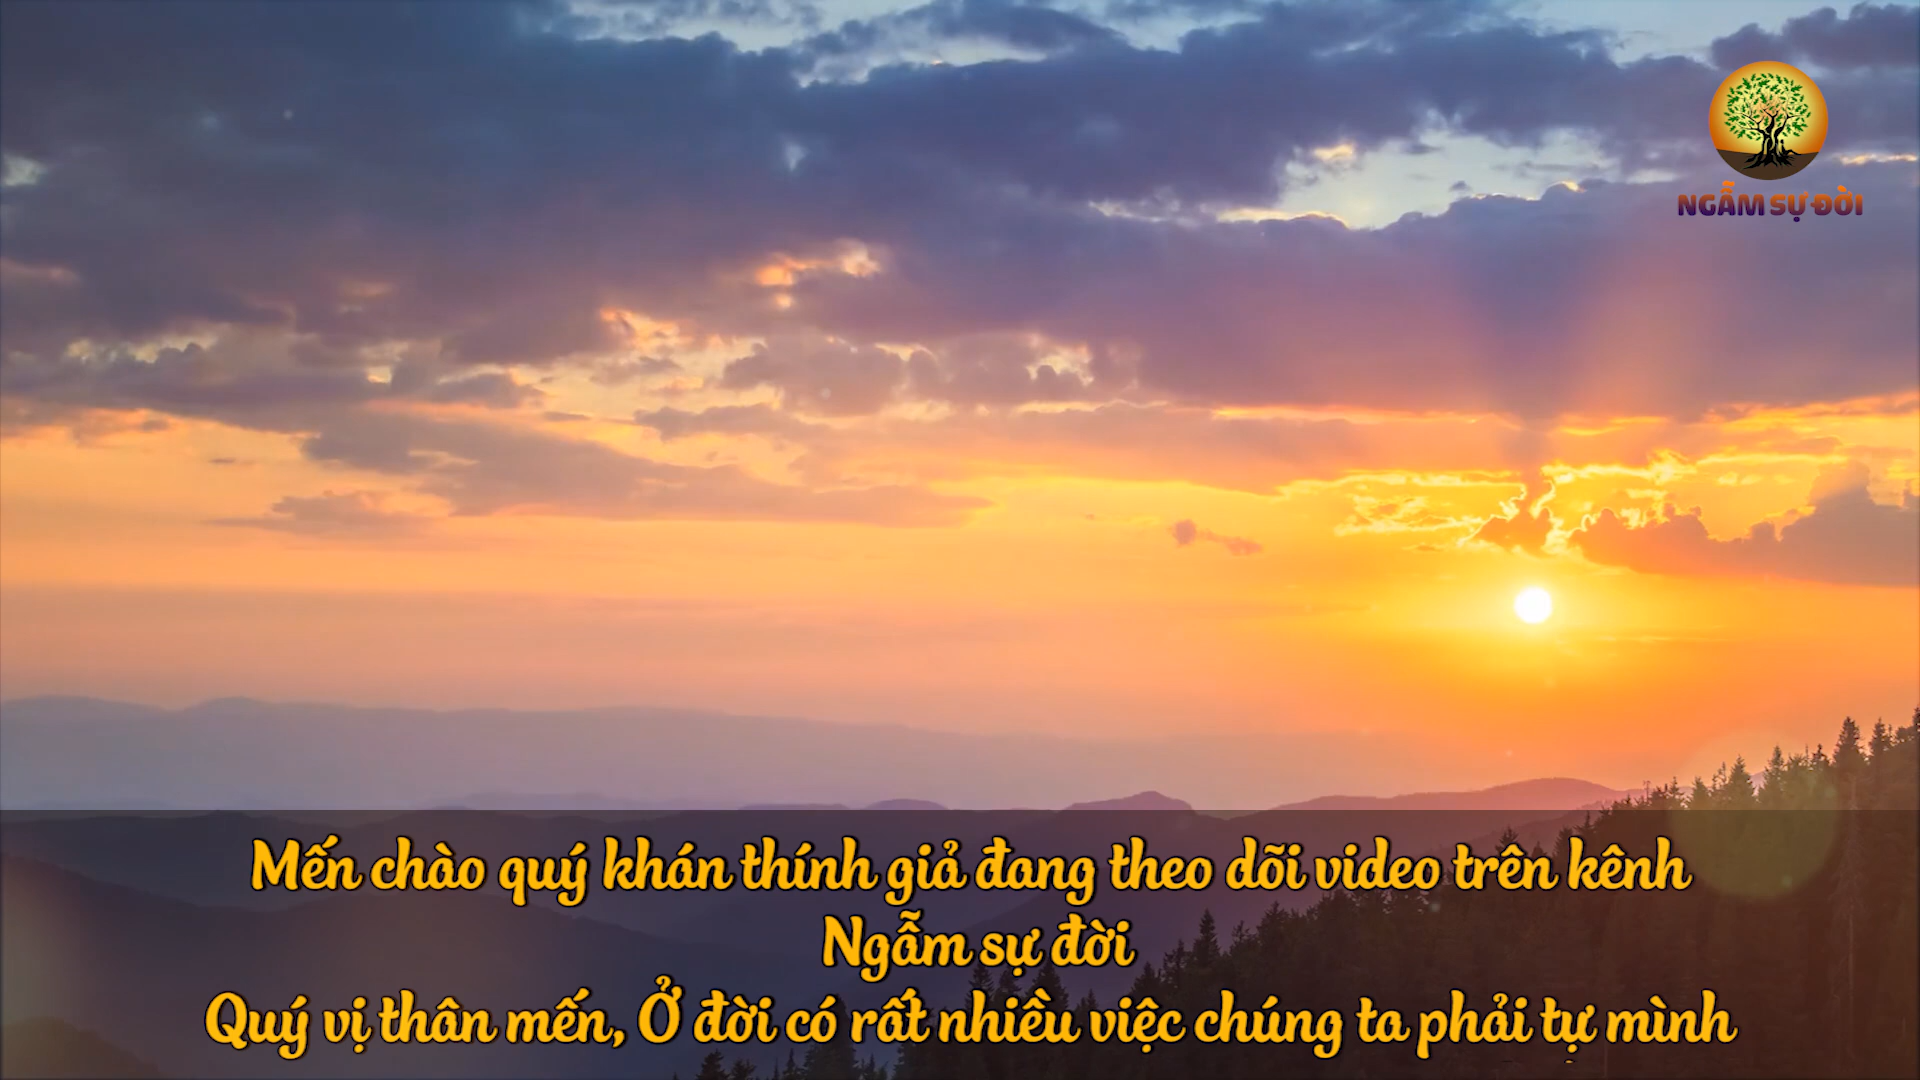 NGẪM SỰ ĐỜI
Mến chào quý khán thính giả đang theo dõi video trên kênh
Ngẫm sự đời
Quý vị thân mến, Ở đời có rất nhiều việc chúng ta phải tự mình